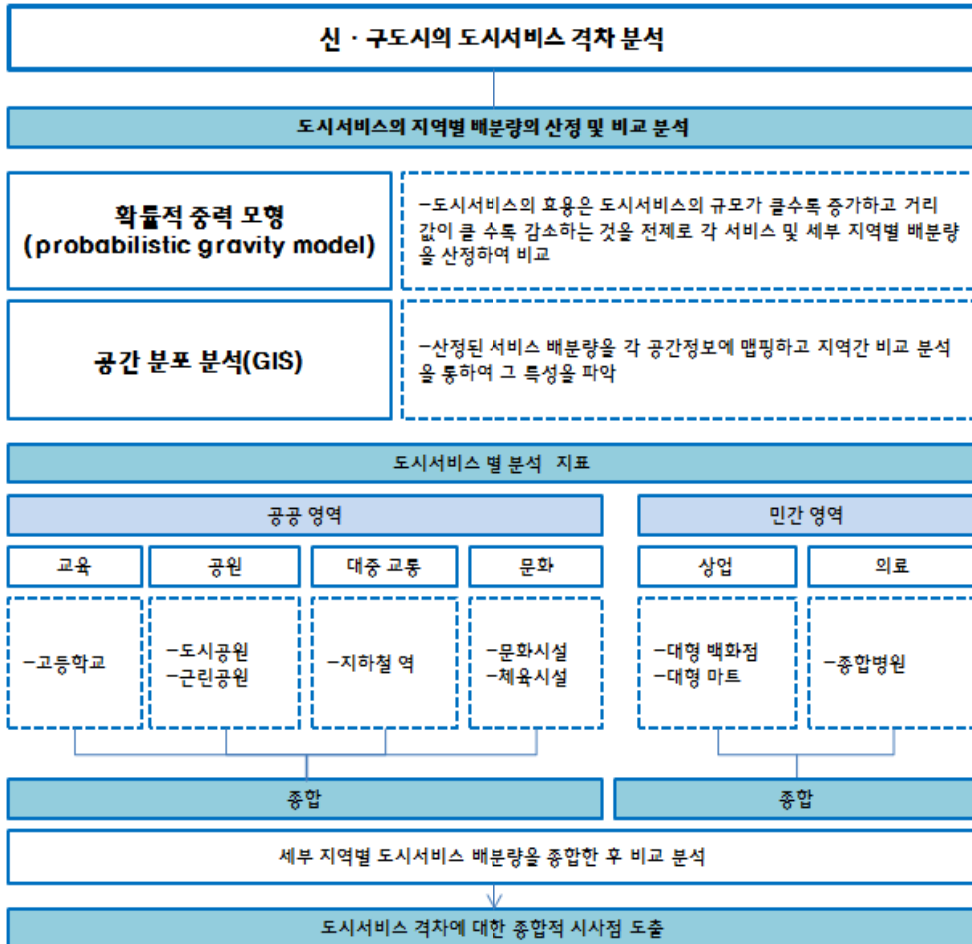 신 · 구도시의 도시서비스 격차 분석
도시서비스의 지역별 배분량의 산정 및 비교 분석
확률적 중력 모형
(probabilistic gravity model)
-도시서비스의 효용은 도시서비스의 규모가 클수록 증가하고 거리
값이 클 수록 감소하는 것을 전제로 각 서비스 및 세부 지역별 배분량
을 산정하여 비교
공간 분포 분석(GIS)
-산정된 서비스 배분량을 각 공간정보에 맵핑하고 지역간 비교 분석
을 통하여 그 특성을 파악
도시서비스 별 분석 지표
공공 영역
민간 영역
교육
공원
대중 교통
문화
상업
의료
-고등학교
-도시공원
-근린공원
-지하철 역
-문화시설
-체육시설
-대형 백화점
-대형 마트
-종합병원
종합
종합
세부 지역별 도시서비스 배분량을 종합한 후 비교 분석
도시서비스 격차에 대한 종합적 시사점 도출